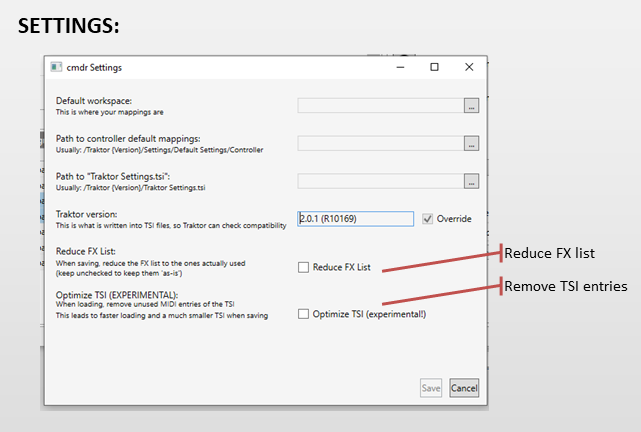 SETTINGS:
cmdr Settings
Default workspace:
This is where your mappings are
...
Path to controller default mappings:
Usually: /Traktor {Version}/Settings/Default Settings/Controller
...
Path to "Traktor Settings.tsi":
Usually: /Traktor {Version}/Traktor Settings.tsi
...
Traktor version:
This is what is written into TSI files, so Traktor can check compatibility
2.0.1 (R10169)
Override
Reduce FX List:
When saving, reduce the FX list to the ones actually used
(keep unchecked to keep them 'as-is')
Reduce FX List
Reduce FX list
Optimize TSI (EXPERIMENTAL):
When loading, remove unused MIDI entries of the TSI
This leads to faster loading and a much smaller TSI when saving
Optimize TSI (experimental!)
Remove TSI entries
Save
Cancel